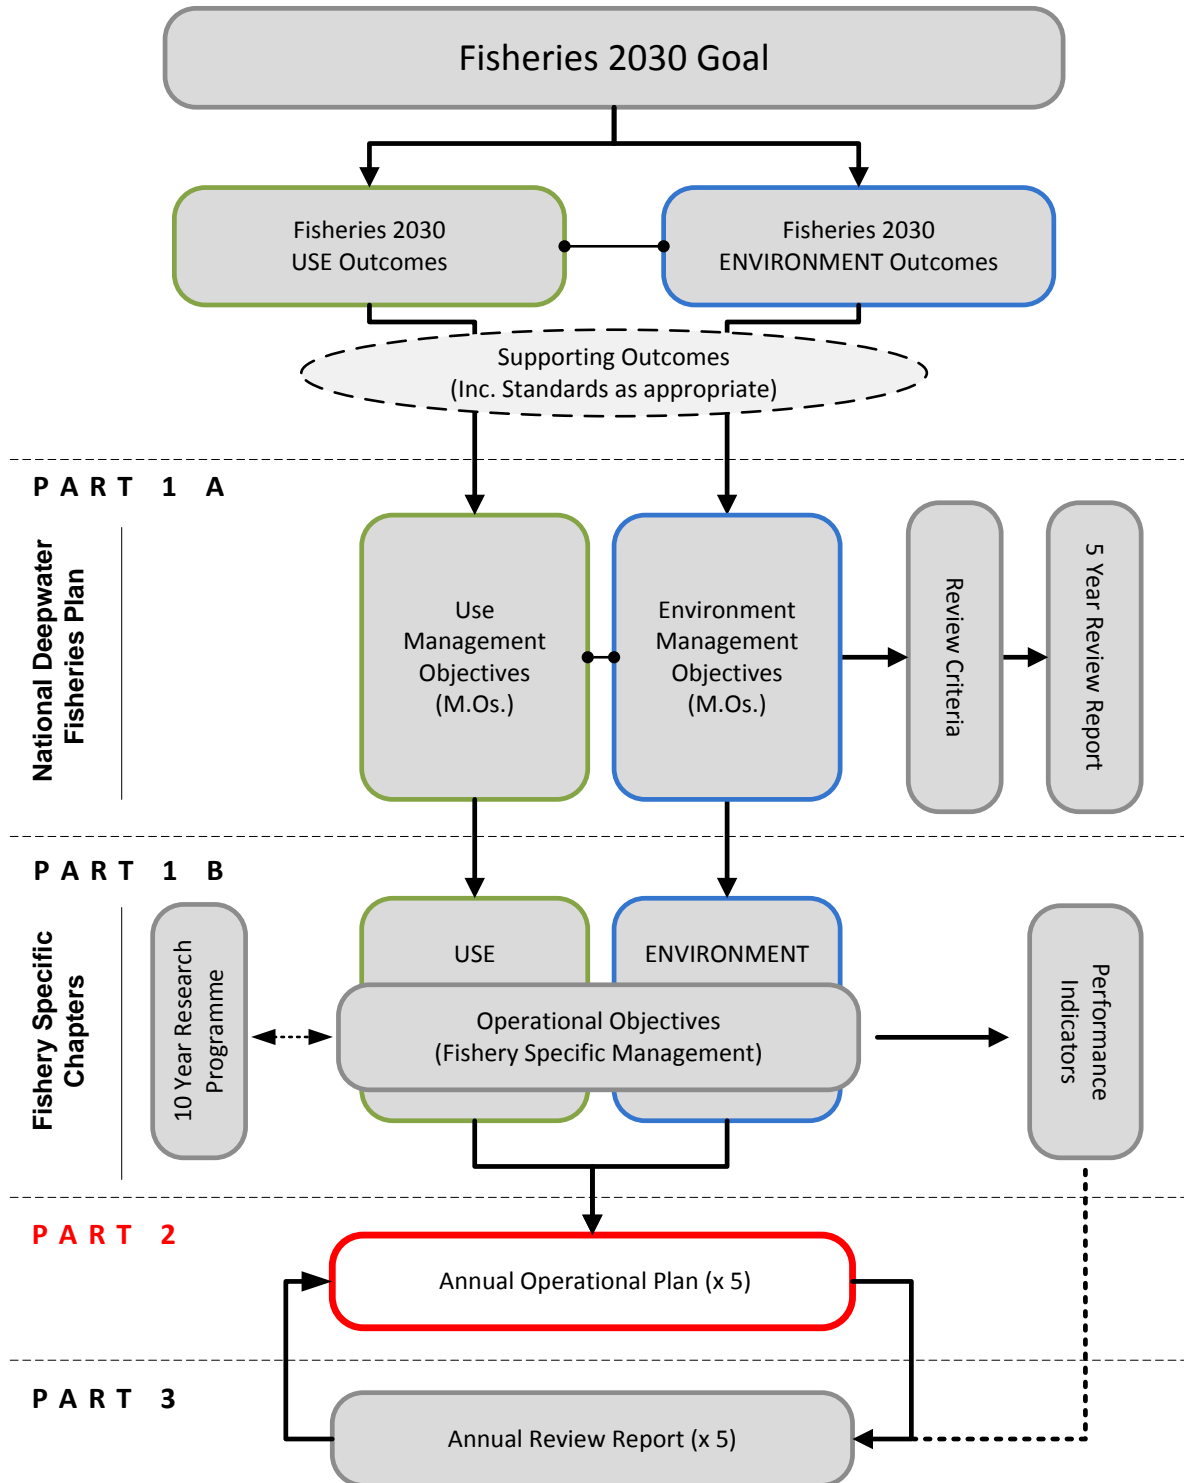 Fisheries 2030 Goal
Fisheries 2030
USE Outcomes
Fisheries 2030
ENVIRONMENT Outcomes
Supporting Outcomes
(Inc. Standards as appropriate)
PART 1 A
National Deepwater
Fisheries Plan
Use
Management
Objectives
(M.Os.)
Environment
Management
Objectives
(M.Os.)
Review Criteria
5 Year Review Report
PART 1 B
Fishery Specific
Chapters
10 Year Research
Programme
USE
ENVIRONMENT
Operational Objectives
(Fishery Specific Management)
Performance
Indicators
PART 2
Annual Operational Plan (x 5)
PART 3
Annual Review Report (x 5)